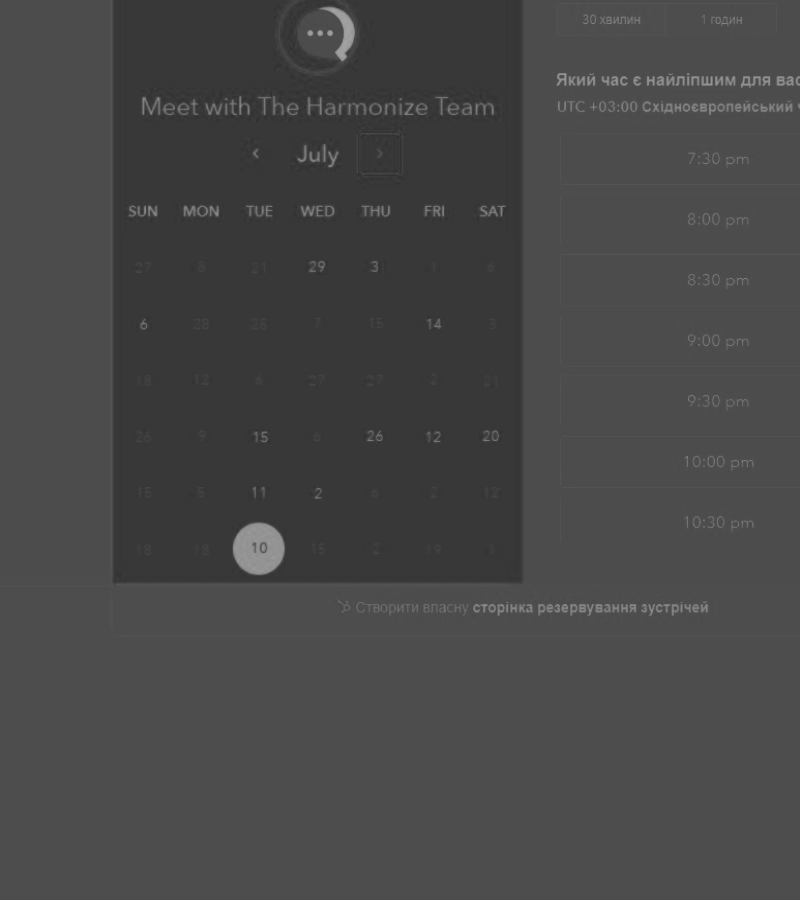 30 хвилин 1 годин
Який час є найліпшим для вас
UTC +03:00 Східноєвропейський ч
Meet with The Harmonize Team
July
SUN MON TUE WED THU FRI SAT
27 8 21 29 3 1 6
6 28 25 7 15 14 3
18 12 6 27 27 2 21
26 9 15 6 26 12 20
15 5 11 2 6 2 12
18 18 10 15 2 19 1
7:30 pm
8:00 pm
8:30 pm
9:00 pm
9:30 pm
10:00 pm
10:30 pm
Створити власну сторінка резервування зустрічей